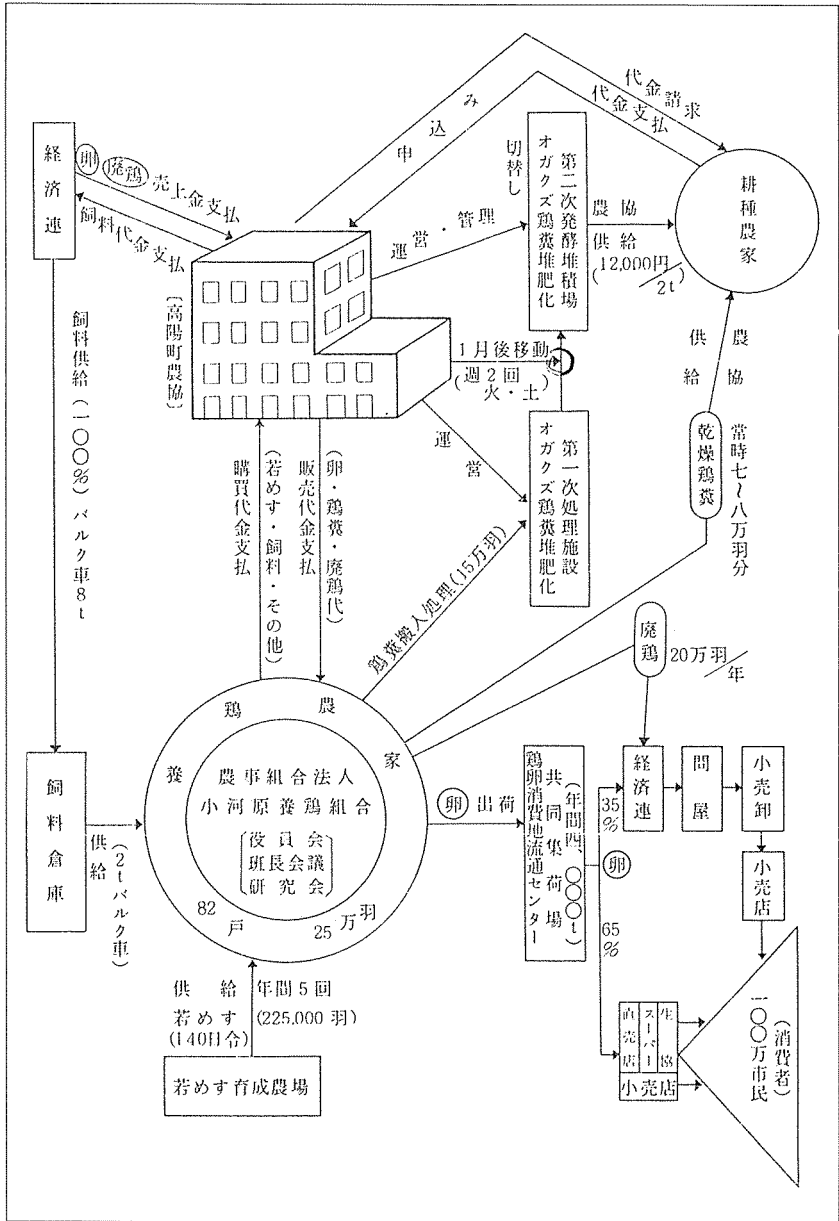 代金請求
代金支払
申込み
経済連
卵 廃鶏 売上金支払
飼料代金支払
〔高陽町農協〕
運営・管理
切替し
第二次発酵堆積場
オガクズ鶏糞堆肥化
農協
供給
(12,000円/2t)
耕種農家
1月後移動
(週2回
火・土)
運営
第一次処理施設
オガクズ鶏糞堆肥化
農協
供給
乾燥鶏糞
常時七〜八万羽分
飼料供給(一〇〇%)バルク車8t
購買代金支払
(若めす・飼料・その他)
販売代金支払
(卵・鶏糞・廃鶏代)
鶏糞搬入処理(15万羽)
廃鶏
20万羽/年
養鶏農家
農事組合法人
小河原養鶏組合
役員会
班長会議
研究会
82戸
25万羽
飼料倉庫
供給
(2tバルク車)
卵 出荷
共同集荷場
(年間四、〇〇〇t)
鶏卵消費地流通センター
35%
卵
65%
経済連
問屋
小売卸
小売店
直売店
スーパー
生協
小売店
(消費者)
一〇〇万市民
供給 年間5回
若めす (225,000羽)
(140日令)
若めす育成農場